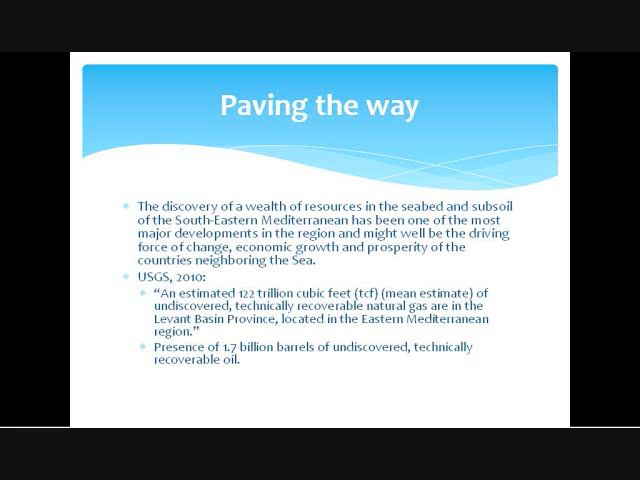 Paving the way
The discovery of a wealth of resources in the seabed and subsoil
of the South-Eastern Mediterranean has been one of the most
major developments in the region and might well be the driving
force of change, economic growth and prosperity of the
countries neighboring the Sea.
USGS, 2010:
“An estimated 122 trillion cubic feet (tcf) (mean estimate) of
undiscovered, technically recoverable natural gas are in the
Levant Basin Province, located in the Eastern Mediterranean
region.”
Presence of 1.7 billion barrels of undiscovered, technically
recoverable oil.